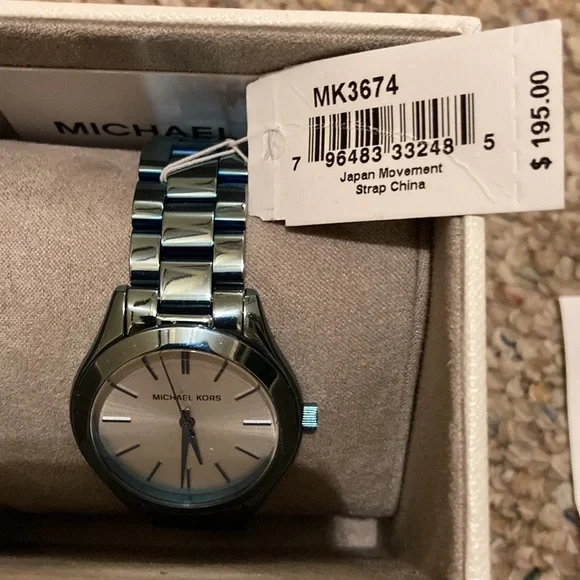 MICHAEL
MK3674
7 96483 33248 5
Japan Movement
Strap China
$ 195.00
MICHAEL KORS